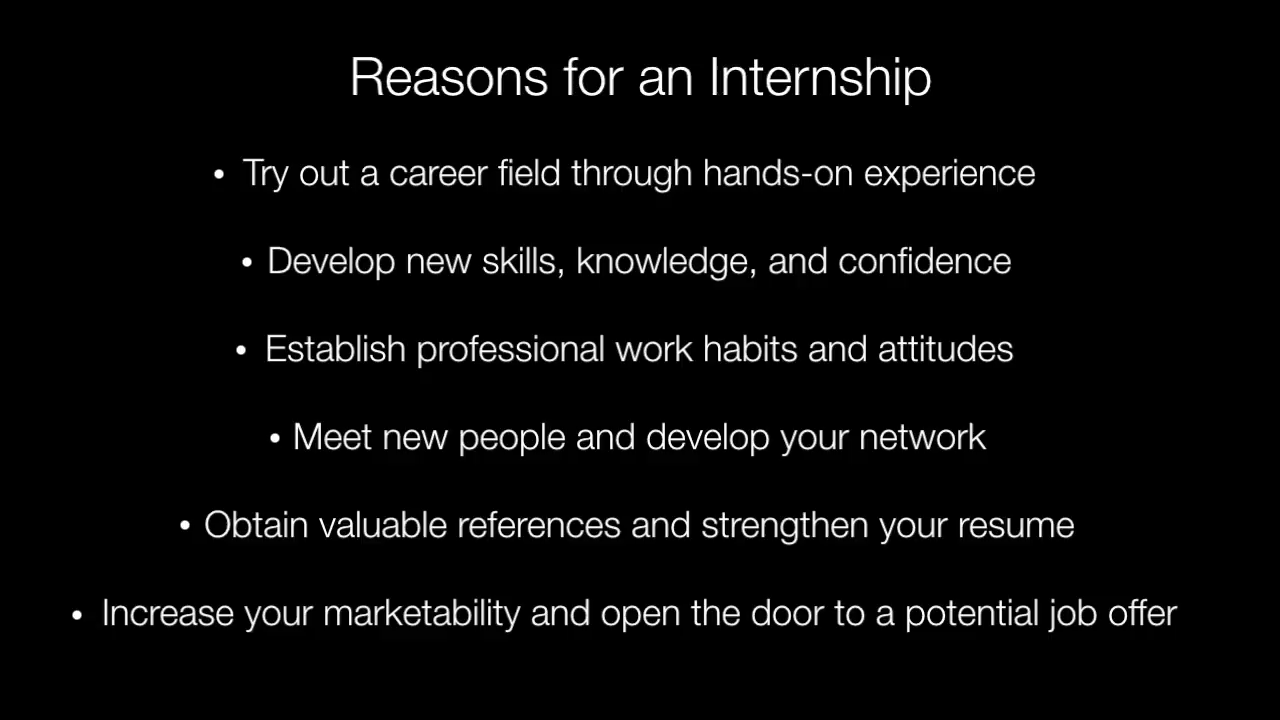 Reasons for an Internship
• Try out a career field through hands-on experience
• Develop new skills, knowledge, and confidence
• Establish professional work habits and attitudes
• Meet new people and develop your network
• Obtain valuable references and strengthen your resume
• Increase your marketability and open the door to a potential job offer